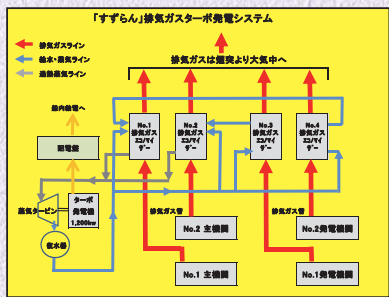 「すずらん」排気ガスターボ発電システム
排気ガスライン
給水・蒸気ライン
過熱蒸気ライン
排気ガスは煙突より大気中へ
船内給電へ
配電盤
No.1
排気ガス
エコノマイ
ザー
No.2
排気ガス
エコノマイ
ザー
No.3
排気ガス
エコノマイ
ザー
No.4
排気ガス
エコノマイ
ザー
蒸気タービン
ターボ
発電機
1,200kw
復水器
排気ガス管
排気ガス管
No.2 主機関
No.2発電機関
No.1 主機関
No.1発電機関